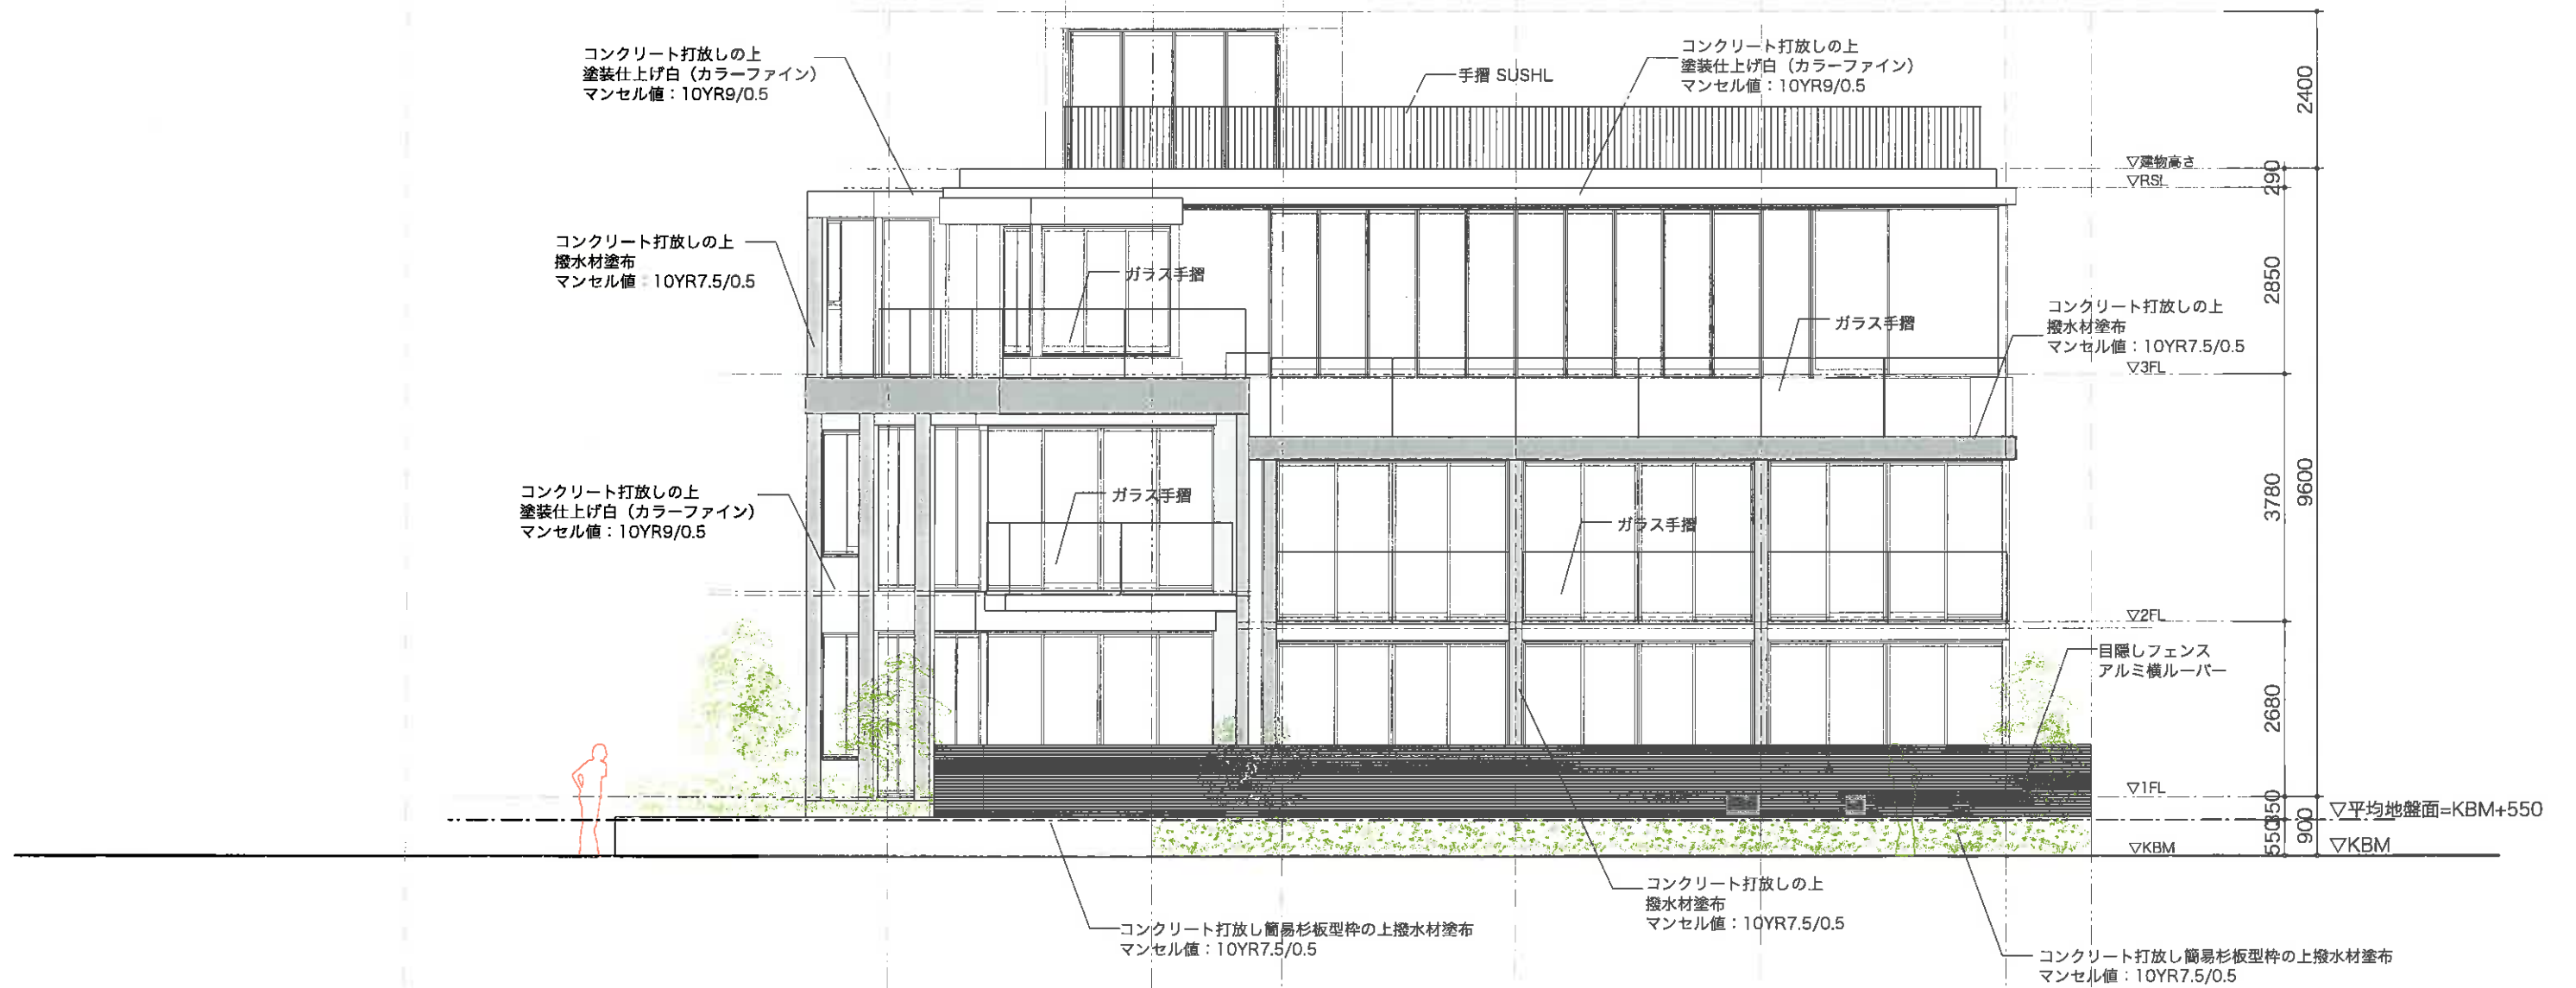 コンクリート打放しの上
塗装仕上げ白（カラーファイン）
マンセル値：10YR9/0.5
手摺 SUSHL
コンクリート打放しの上
塗装仕上げ白（カラーファイン）
マンセル値：10YR9/0.5
2400
▽建物高さ
▽RSL
290
コンクリート打放しの上
撥水材塗布
マンセル値：10YR7.5/0.5
ガラス手摺
2850
ガラス手摺
コンクリート打放しの上
撥水材塗布
マンセル値：10YR7.5/0.5
▽3FL
コンクリート打放しの上
塗装仕上げ白（カラーファイン）
マンセル値：10YR9/0.5
ガラス手摺
ガラス手摺
3780
9600
▽2FL
目隠しフェンス
アルミ横ルーバー
2680
▽1FL
350
▽平均地盤面=KBM+550
550
900
▽KBM
▽KBM
コンクリート打放しの上
撥水材塗布
マンセル値：10YR7.5/0.5
コンクリート打放し簡易杉板型枠の上撥水材塗布
マンセル値：10YR7.5/0.5
コンクリート打放し簡易杉板型枠の上撥水材塗布
マンセル値：10YR7.5/0.5